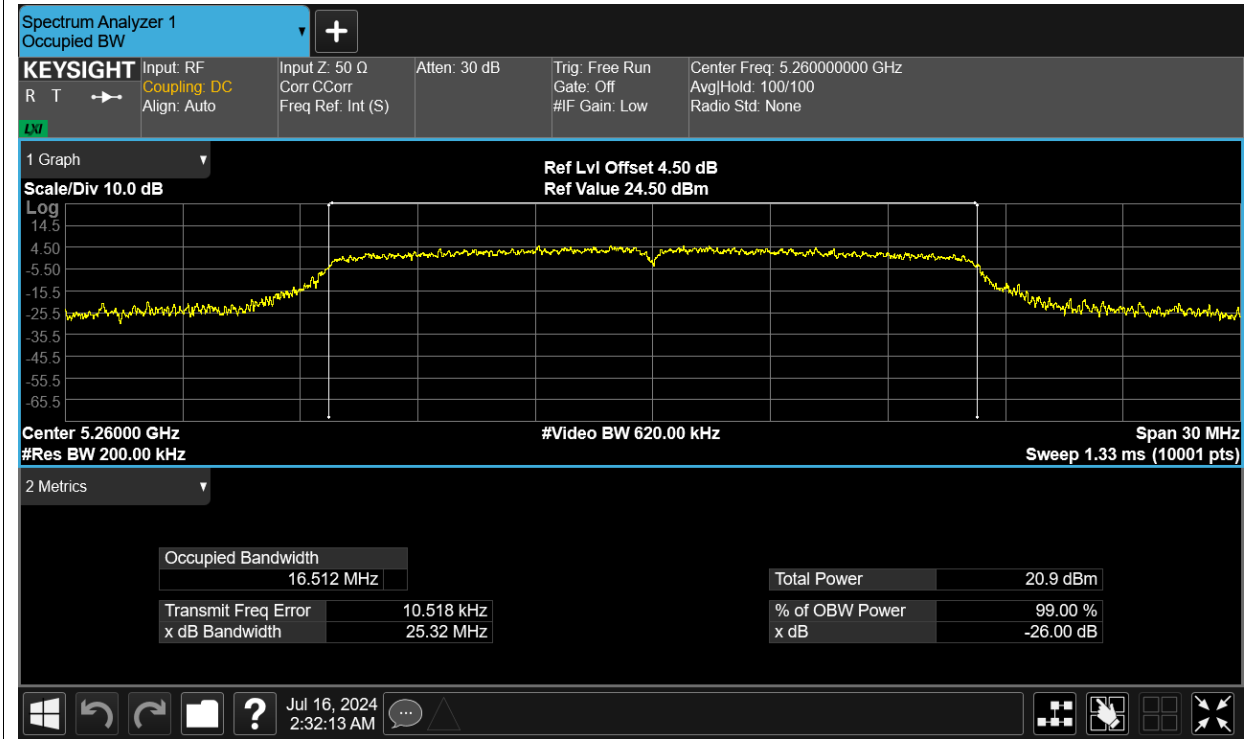 Spectrum Analyzer 1
Occupied BW
KEYSIGHT
R T
LXI
Input: RF
Coupling: DC
Align: Auto
Input Z: 50 Ω
Corr CCorr
Freq Ref: Int (S)
Atten: 30 dB
Trig: Free Run
Gate: Off
#IF Gain: Low
Center Freq: 5.260000000 GHz
Avg|Hold: 100/100
Radio Std: None
1 Graph
Scale/Div 10.0 dB
Ref Lvl Offset 4.50 dB
Ref Value 24.50 dBm
Log
14.5
4.50
-5.50
-15.5
-25.5
-35.5
-45.5
-55.5
-65.5
Center 5.26000 GHz
#Res BW 200.00 kHz
#Video BW 620.00 kHz
Span 30 MHz
Sweep 1.33 ms (10001 pts)
2 Metrics
Occupied Bandwidth
16.512 MHz
Total Power 20.9 dBm
Transmit Freq Error 10.518 kHz
% of OBW Power 99.00 %
x dB Bandwidth 25.32 MHz
x dB -26.00 dB
?
Jul 16, 2024
2:32:13 AM